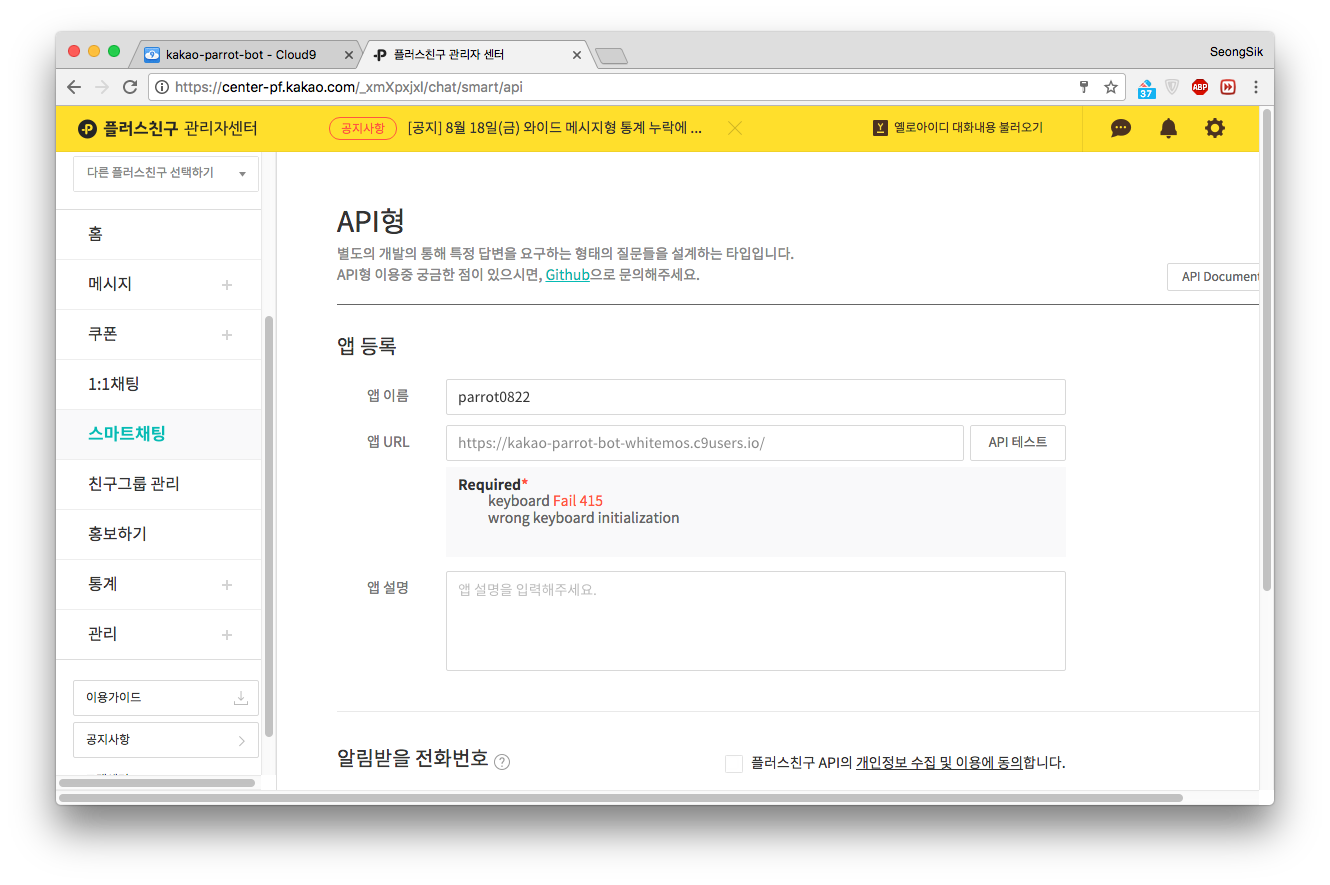 kakao-parrot-bot - Cloud9
플러스친구 관리자 센터
SeongSik
https://center-pf.kakao.com/_xmXpxjxl/chat/smart/api
37
ABP
플러스친구 관리자센터
공지사항
[공지] 8월 18일(금) 와이드 메시지형 통계 누락에 ...
옐로아이디 대화내용 불러오기
다른 플러스친구 선택하기
홈
메시지
쿠폰
1:1채팅
스마트채팅
친구그룹 관리
홍보하기
통계
관리
이용가이드
공지사항
API형
별도의 개발의 통해 특정 답변을 요구하는 형태의 질문들을 설계하는 타입입니다.
API형 이용중 궁금한 점이 있으시면, Github으로 문의해주세요.
API Document
앱 등록
앱 이름
parrot0822
앱 URL
https://kakao-parrot-bot-whitemos.c9users.io/
API 테스트
Required*
keyboard Fail 415
wrong keyboard initialization
앱 설명
앱 설명을 입력해주세요.
알림받을 전화번호 ?
플러스친구 API의 개인정보 수집 및 이용에 동의합니다.